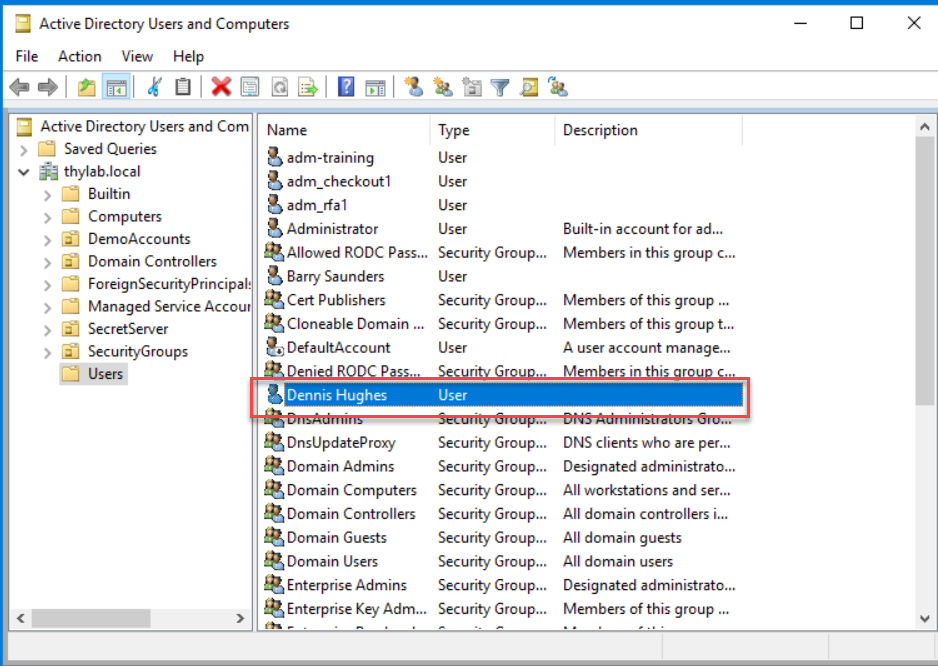 Active Directory Users and Computers
File Action View Help
Active Directory Users and Com
Saved Queries
thylab.local
Builtin
Computers
DemoAccounts
Domain Controllers
ForeignSecurityPrincipals
Managed Service Accour
SecretServer
SecurityGroups
Users
Name Type Description
adm-training User
adm_checkout1 User
adm_rfa1 User
Administrator User Built-in account for ad...
Allowed RODC Pass... Security Group... Members in this group c...
Barry Saunders User
Cert Publishers Security Group... Members of this group ...
Cloneable Domain ... Security Group... Members of this group t...
DefaultAccount User A user account manage...
Denied RODC Pass... Security Group... Members in this group c...
Dennis Hughes User
DnsAdmins Security Group... DNS Administrators Gro...
DnsUpdateProxy Security Group... DNS clients who are per...
Domain Admins Security Group... Designated administrato...
Domain Computers Security Group... All workstations and ser...
Domain Controllers Security Group... All domain controllers i...
Domain Guests Security Group... All domain guests
Domain Users Security Group... All domain users
Enterprise Admins Security Group... Designated administrato...
Enterprise Key Adm... Security Group... Members of this group ...